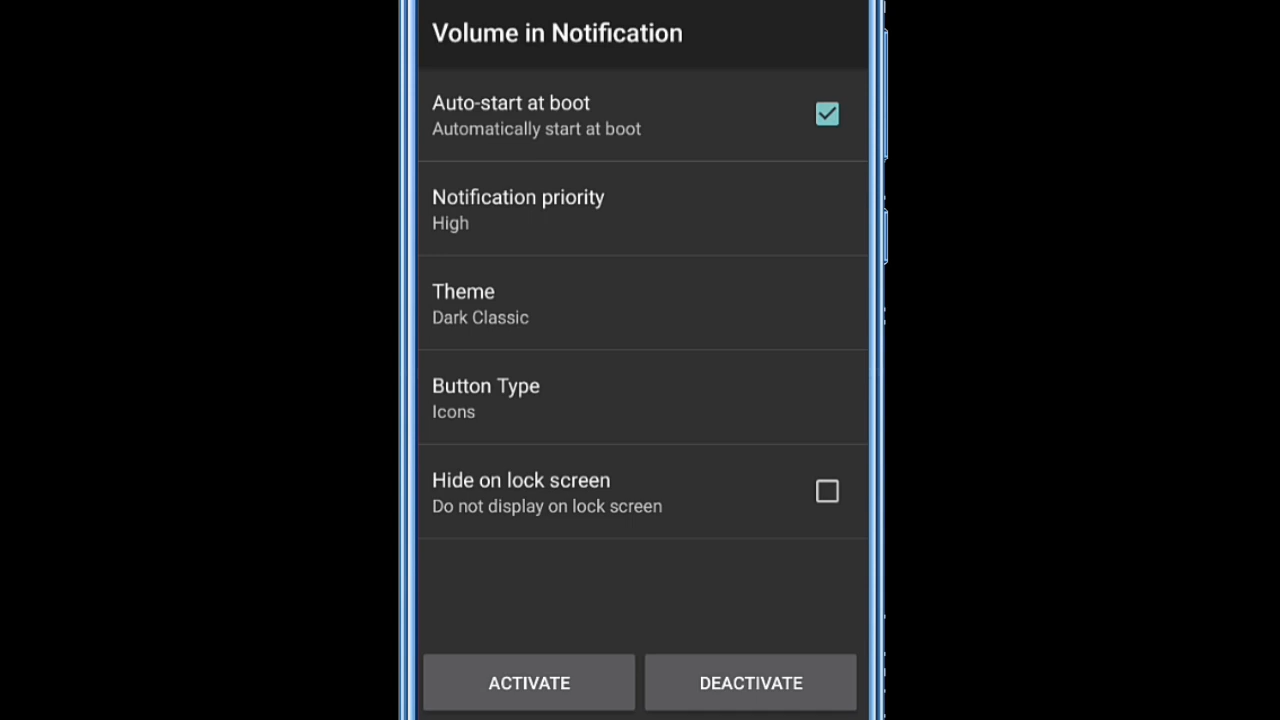 Volume in Notification
Auto-start at boot
Automatically start at boot
Notification priority
High
Theme
Dark Classic
Button Type
Icons
Hide on lock screen
Do not display on lock screen
ACTIVATE DEACTIVATE